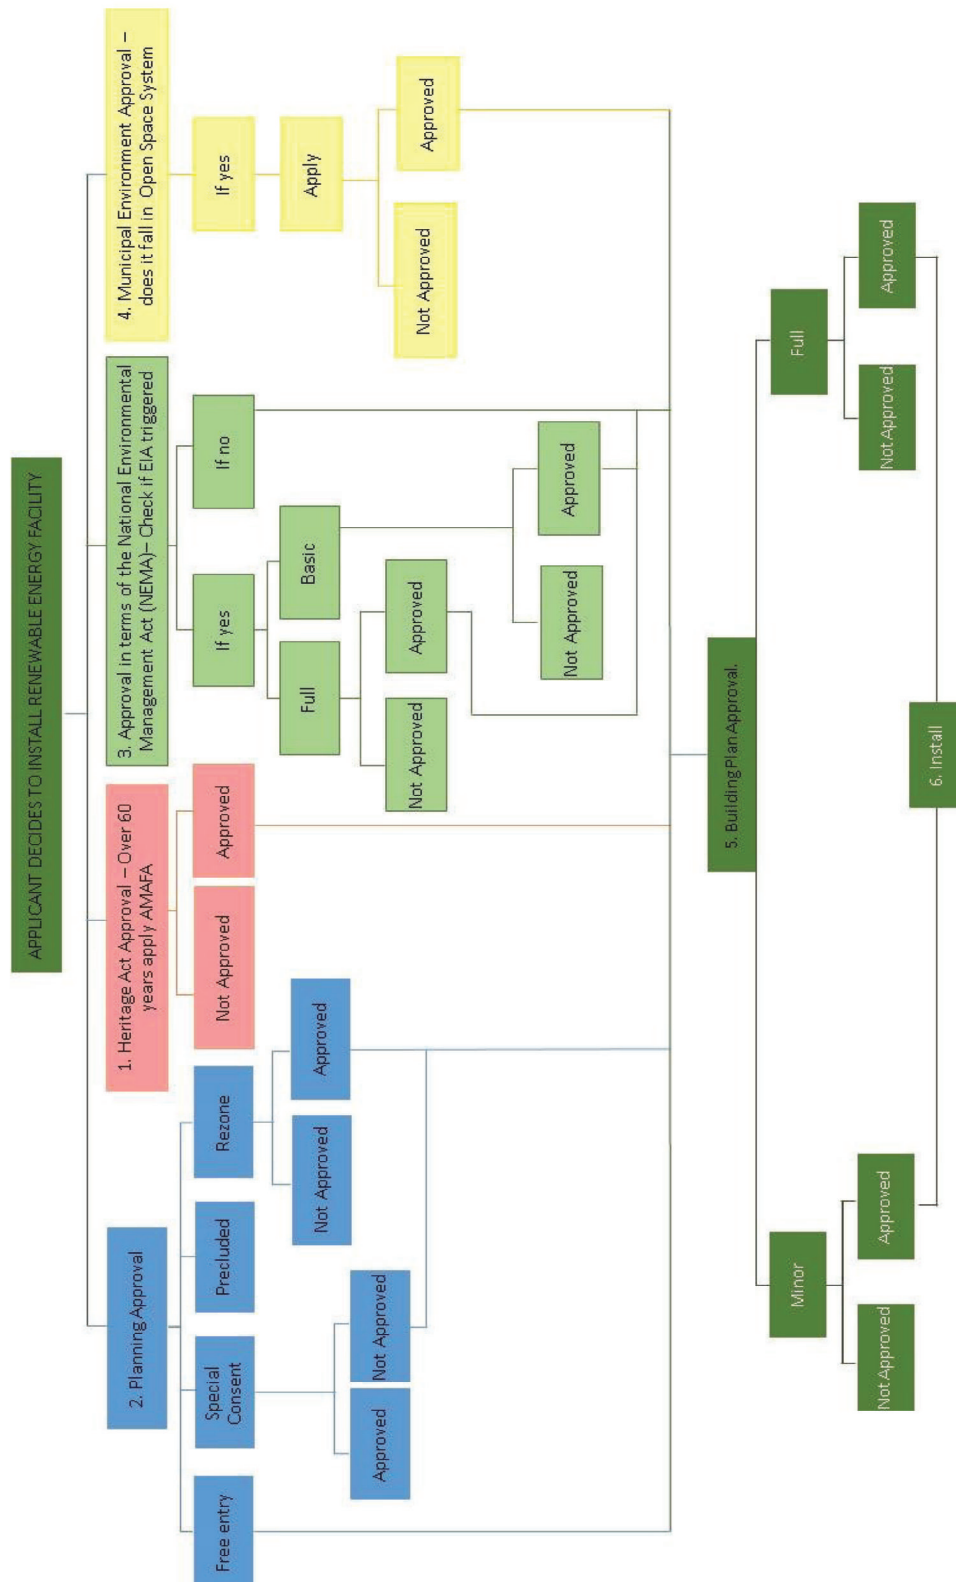 APPLICANT DECIDES TO INSTALL RENEWABLE ENERGY FACILITY
2. Planning Approval
1. Heritage Act Approval – Over 60
years apply AMAFA
3. Approval in terms of the National Environmental
Management Act (NEMA)– Check if EIA triggered
4. Municipal Environment Approval –
does it fall in Open Space System
Free entry
Special
Consent
Precluded
Rezone
Not Approved
Approved
If yes
If no
If yes
Not Approved
Approved
Full
Basic
Apply
Approved
Not Approved
Not Approved
Approved
Not Approved
Approved
Not Approved
Approved
5. Building Plan Approval.
Minor
Full
Not Approved
Approved
Not Approved
Approved
6. Install